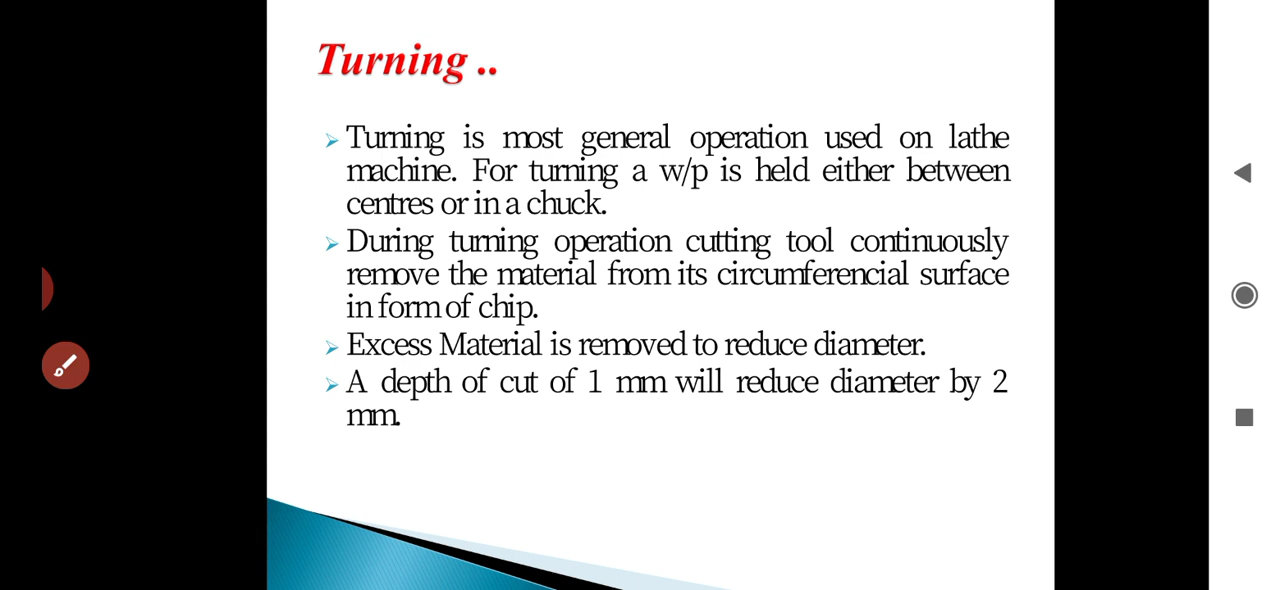 Turning ..
Turning is most general operation used on lathe
machine. For turning a w/p is held either between
centres or in a chuck.
During turning operation cutting tool continuously
remove the material from its circumferencial surface
in form of chip.
Excess Material is removed to reduce diameter.
A depth of cut of 1 mm will reduce diameter by 2
mm.